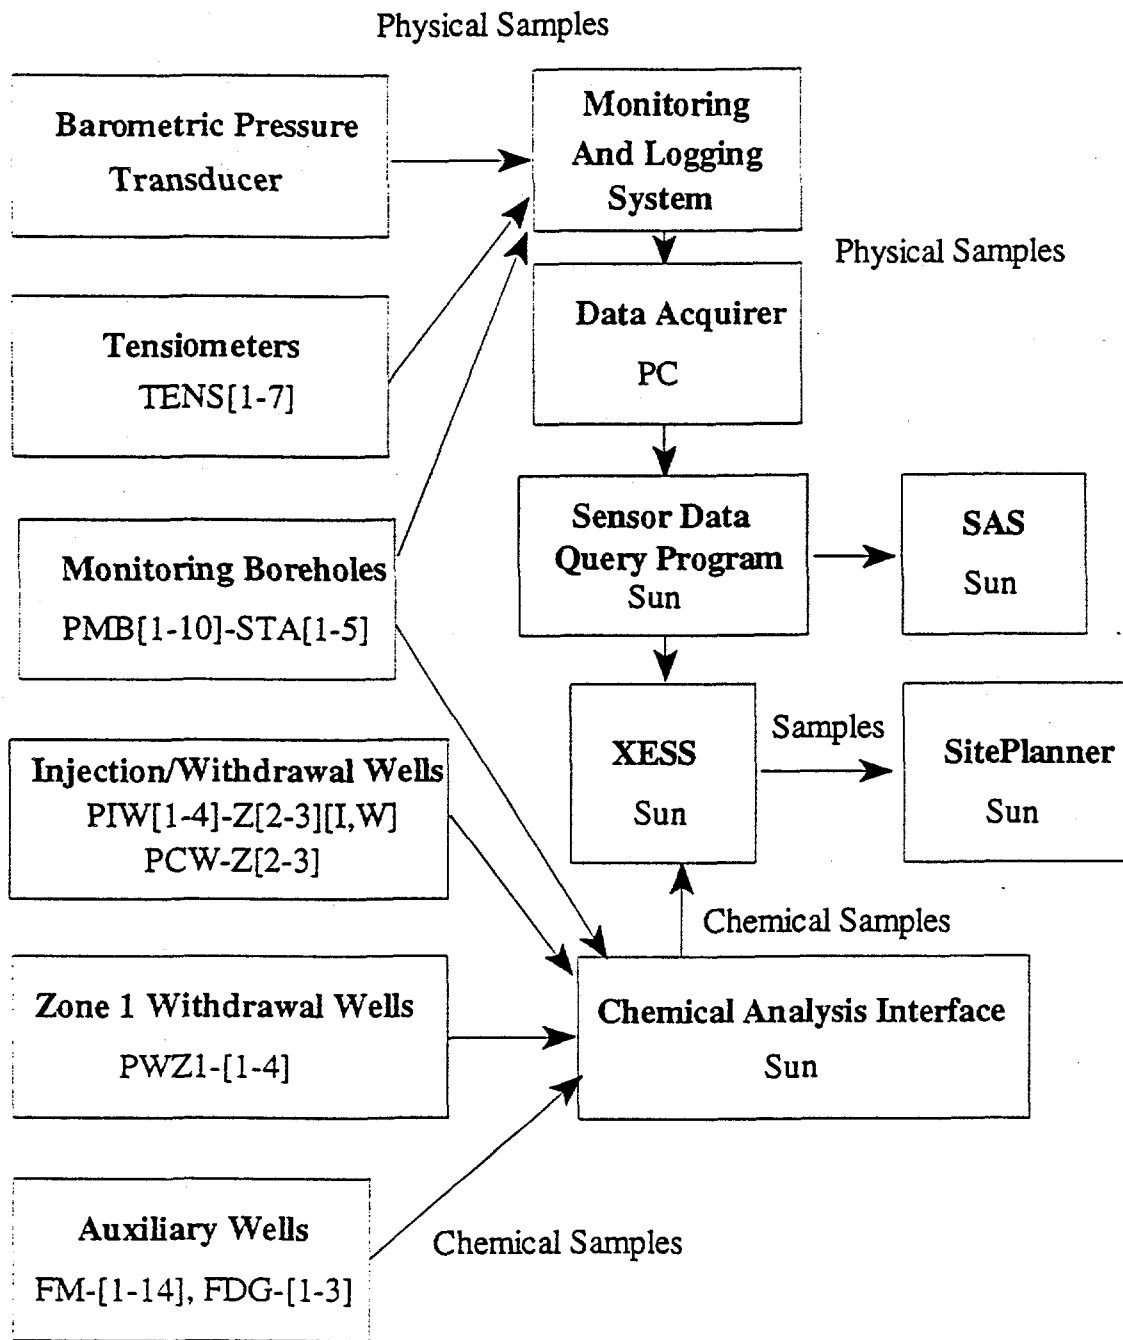 Physical Samples
Barometric Pressure
Transducer
Monitoring
And Logging
System
Physical Samples
Data Acquirer
PC
Tensiometers
TENS[1-7]
Sensor Data
Query Program
Sun
SAS
Sun
Monitoring Boreholes
PMB[1-10]-STA[1-5]
XESS
Sun
Samples
SitePlanner
Sun
Injection/Withdrawal Wells
PIW[1-4]-Z[2-3][I,W]
PCW-Z[2-3]
Chemical Samples
Zone 1 Withdrawal Wells
PWZ1-[1-4]
Chemical Analysis Interface
Sun
Auxiliary Wells
FM-[1-14], FDG-[1-3]
Chemical Samples